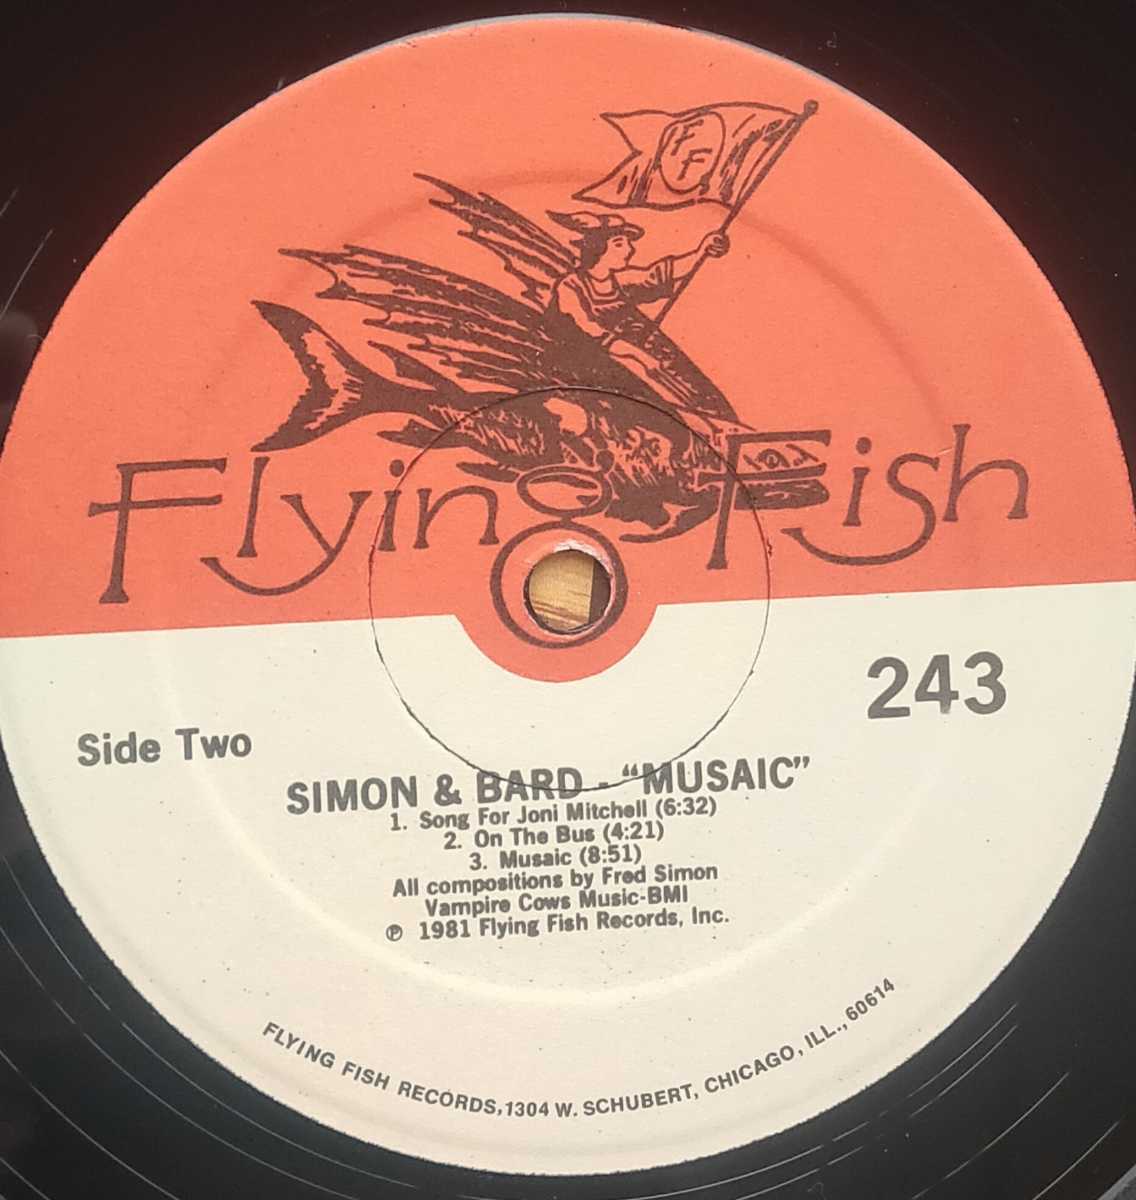 FF
Flying Fish
243
Side Two
SIMON & BARD - “MUSAIC”
1. Song For Joni Mitchell (6:32)
2. On The Bus (4:21)
3. Musaic (8:51)
All compositions by Fred Simon
Vampire Cows Music-BMI
℗ 1981 Flying Fish Records, Inc.
FLYING FISH RECORDS, 1304 W. SCHUBERT, CHICAGO, ILL., 60614